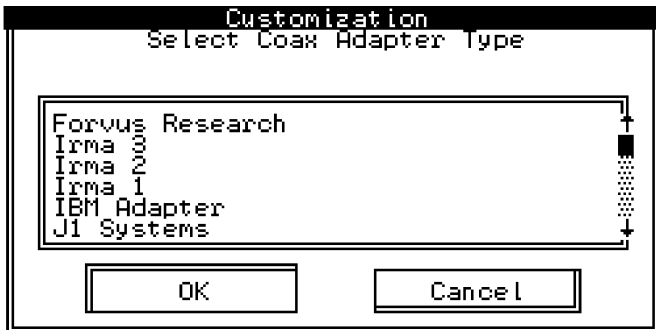 Customization
Select Coax Adapter Type
Forvus Research
Irma 3
Irma 2
Irma 1
IBM Adapter
J1 Systems
OK
Cancel